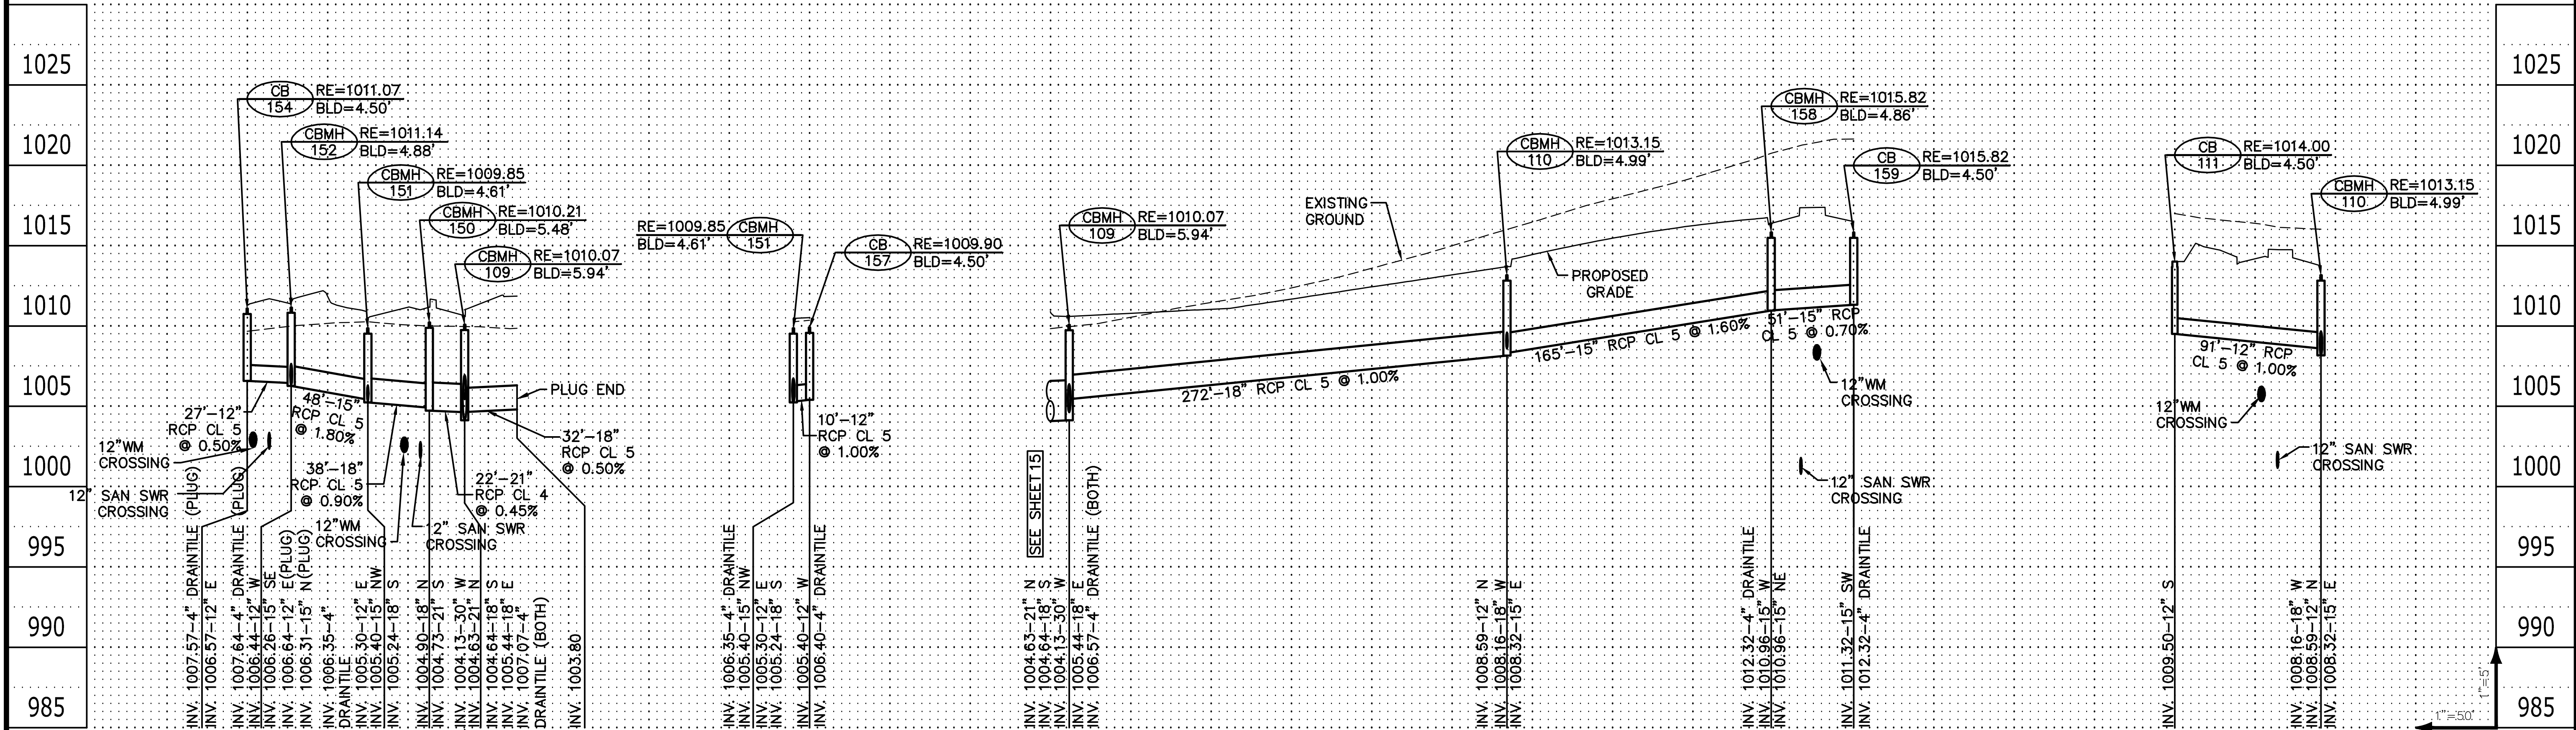 1025
1020
1015
1010
1005
1000
995
990
985
CB
154
RE=1011.07
BLD=4.50'
CBMH
152
RE=1011.14
BLD=4.88'
CBMH
151
RE=1009.85
BLD=4.61'
CBMH
150
RE=1010.21
BLD=5.48'
CBMH
109
RE=1010.07
BLD=5.94'
PLUG END
27'-12"
RCP CL 5
@ 0.50%
48'-15"
RCP CL 5
@ 1.80%
12"WM
CROSSING
12" SAN SWR
CROSSING
38'-18"
RCP CL 5
@ 0.90%
12"WM
CROSSING
12" SAN SWR
CROSSING
22'-21"
RCP CL 4
@ 0.45%
32'-18"
RCP CL 5
@ 0.50%
INV. 1007.57-4" DRAINTILE (PLUG)
INV. 1006.57-12" E
INV. 1007.64-4" DRAINTILE (PLUG)
INV. 1006.44-12" W
INV. 1006.26-15" SE
INV. 1006.64-12" E(PLUG)
INV. 1006.31-15" N(PLUG)
INV. 1006.35-4"
DRAINTILE
INV. 1005.30-12" E
INV. 1005.40-15" NW
INV. 1005.24-18" S
INV. 1004.90-18" N
INV. 1004.73-21" S
INV. 1004.13-30" W
INV. 1004.63-21" N
INV. 1004.64-18" S
INV. 1005.44-18" E
INV. 1007.07-4"
DRAINTILE (BOTH)
INV. 1003.80
RE=1009.85
BLD=4.61'
CBMH
151
CB
157
RE=1009.90
BLD=4.50'
10'-12"
RCP CL 5
@ 1.00%
INV. 1006.35-4" DRAINTILE
INV. 1005.40-15" NW
INV. 1005.30-12" E
INV. 1005.24-18" S
INV. 1005.40-12" W
INV. 1006.40-4" DRAINTILE
CBMH
109
RE=1010.07
BLD=5.94'
EXISTING
GROUND
CBMH
110
RE=1013.15
BLD=4.99'
PROPOSED
GRADE
CBMH
158
RE=1015.82
BLD=4.86'
CB
159
RE=1015.82
BLD=4.50'
272'-18" RCP CL 5 @ 1.00%
165'-15" RCP CL 5 @ 1.60%
51'-15" RCP
CL 5 @ 0.70%
12"WM
CROSSING
12" SAN SWR
CROSSING
SEE SHEET 15
INV. 1004.63-21" N
INV. 1004.64-18" S
INV. 1004.13-30" W
INV. 1005.44-18" E
INV. 1006.57-4" DRAINTILE (BOTH)
INV. 1008.59-12" N
INV. 1008.16-18" W
INV. 1008.32-15" E
INV. 1012.32-4" DRAINTILE
INV. 1010.96-15" W
INV. 1010.96-15" NE
INV. 1011.32-15" SW
INV. 1012.32-4" DRAINTILE
CB
111
RE=1014.00
BLD=4.50'
CBMH
110
RE=1013.15
BLD=4.99'
91'-12" RCP
CL 5 @ 1.00%
12"WM
CROSSING
12" SAN SWR
CROSSING
INV. 1009.50-12" S
INV. 1008.16-18" W
INV. 1008.59-12" N
INV. 1008.32-15" E
1"=5'
1"=50'
1025
1020
1015
1010
1005
1000
995
990
985